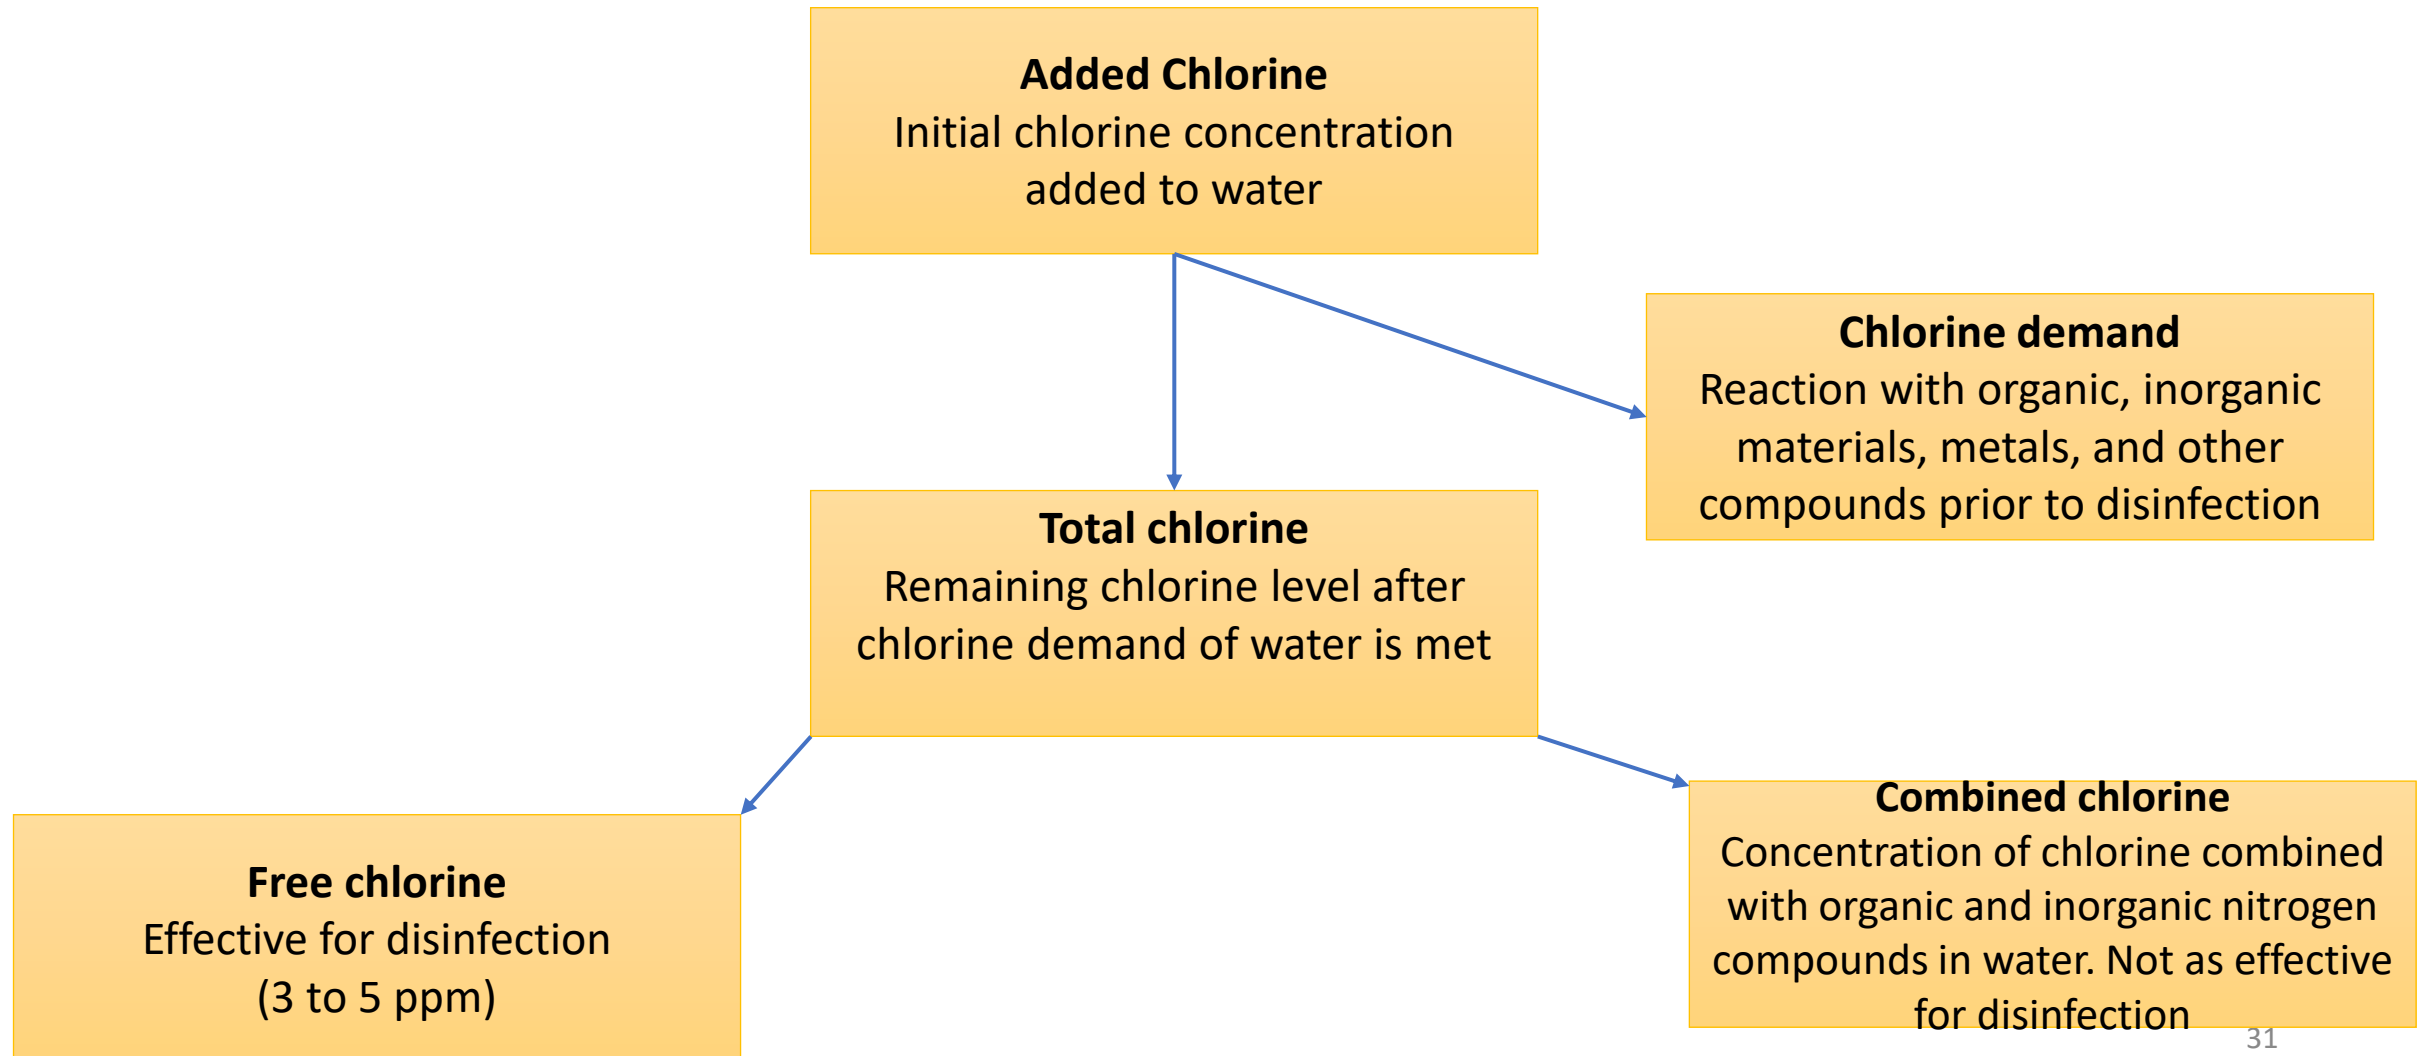 Added Chlorine
Initial chlorine concentration
added to water
Chlorine demand
Reaction with organic, inorganic
materials, metals, and other
compounds prior to disinfection
Total chlorine
Remaining chlorine level after
chlorine demand of water is met
Free chlorine
Effective for disinfection
(3 to 5 ppm)
Combined chlorine
Concentration of chlorine combined
with organic and inorganic nitrogen
compounds in water. Not as effective
for disinfection
31